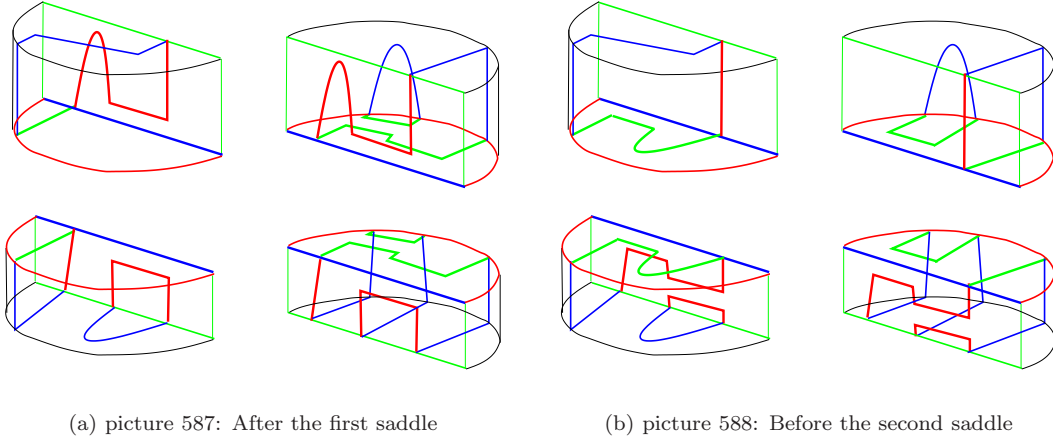 (a) picture 587: After the first saddle
(b) picture 588: Before the second saddle